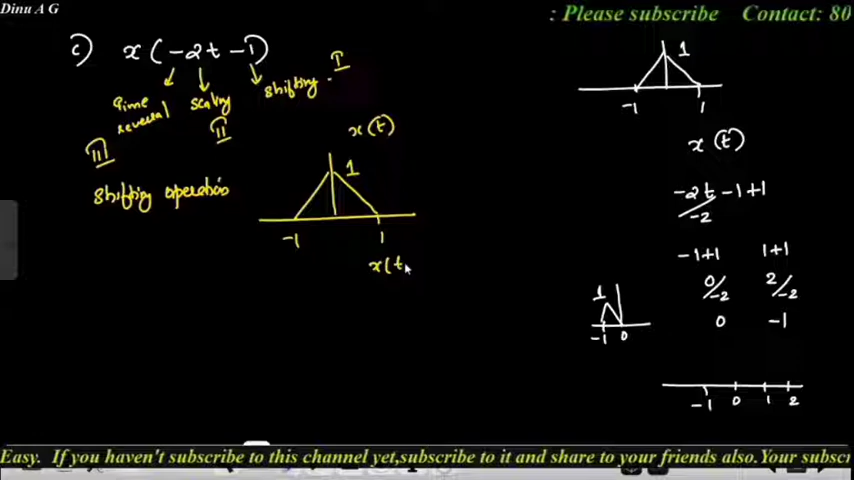 Dinu A G
: Please subscribe Contact: 80
c) x(-2t-1)
Time reversal
scaling
shifting. I
II
III
shifting operation
x(t)
1
-1 1
x(t
1
-1 1
x(t)
-2t-1+1
-2
-1+1 1+1
0/-2 2/-2
0 -1
1
-1 0
-1 0 1 2
Easy. If you haven't subscribe to this channel yet,subscribe to it and share to your friends also.Your subscr